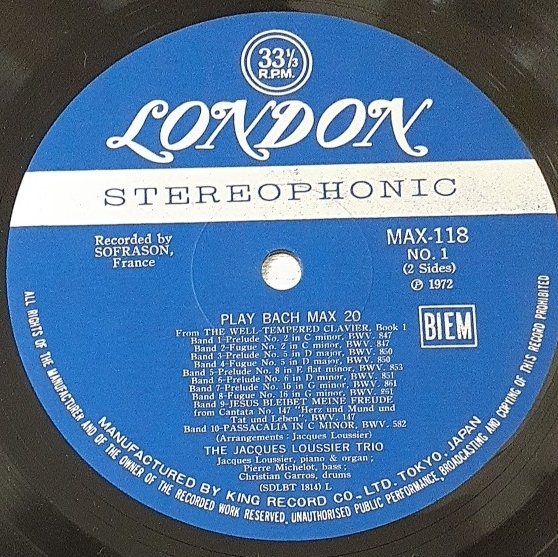 33⅓
R.P.M.
LONDON
STEREOPHONIC
Recorded by
SOFRASON,
France
MAX-118
NO. 1
(2 Sides)
Ⓟ 1972
BIEM
PLAY BACH MAX 20
From THE WELL-TEMPERED CLAVIER, Book 1
Band 1-Prelude No. 2 in C minor, BWV. 847
Band 2-Fugue No. 2 in C minor, BWV. 847
Band 3-Prelude No. 5 in D major, BWV. 850
Band 4-Fugue No. 5 in D major, BWV. 850
Band 5-Prelude No. 8 in E flat minor, BWV. 853
Band 6-Prelude No. 6 in D minor, BWV. 851
Band 7-Prelude No. 16 in G minor, BWV. 861
Band 8-Fugue No. 16 in G minor, BWV. 861
Band 9-JESUS BLEIBET MEINE FREUDE
from Cantata No. 147 "Herz und Mund und
Tat und Leben", BWV. 147
Band 10-PASSACALIA IN C MINOR, BWV. 582
(Arrangements : Jacques Loussier)
THE JACQUES LOUSSIER TRIO
Jacques Loussier, piano & organ ;
Pierre Michelot, bass ;
Christian Garros, drums
(SDLBT 1814) L
MANUFACTURED BY KING RECORD CO., LTD. TOKYO. JAPAN
ALL RIGHTS OF THE MANUFACTURER AND OF THE OWNER OF THE RECORDED WORK RESERVED. UNAUTHORISED PUBLIC PERFORMANCE, BROADCASTING AND COPYING OF THIS RECORD PROHIBITED